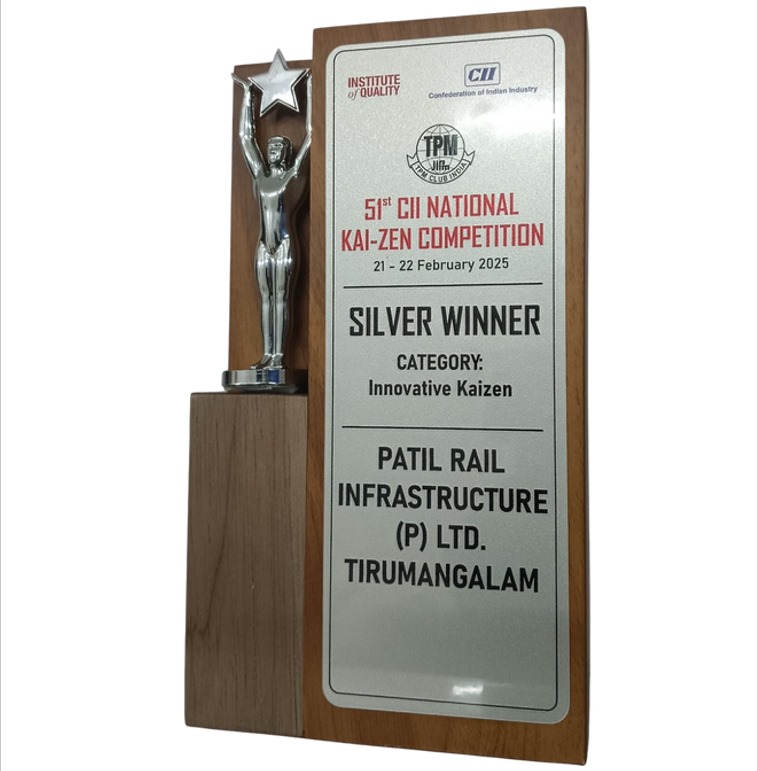 INSTITUTE
of QUALITY
CII
Confederation of Indian Industry
TPM
JIPM
TPM CLUB INDIA
51st CII NATIONAL
KAI-ZEN COMPETITION
21 - 22 February 2025
SILVER WINNER
CATEGORY:
Innovative Kaizen
PATIL RAIL
INFRASTRUCTURE
(P) LTD.
TIRUMANGALAM